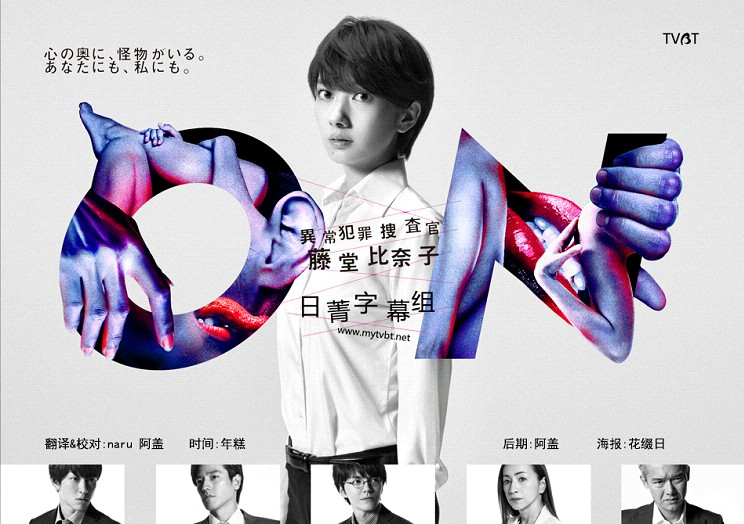 心の奥に、怪物がいる。
あなたにも、私にも。
TVBT
ON
異常犯罪捜査官
藤堂比奈子
日菁字幕组
www.mytvbt.net
翻译&校对:naru 阿盖 时间:年糕 后期:阿盖 海报:花缀日